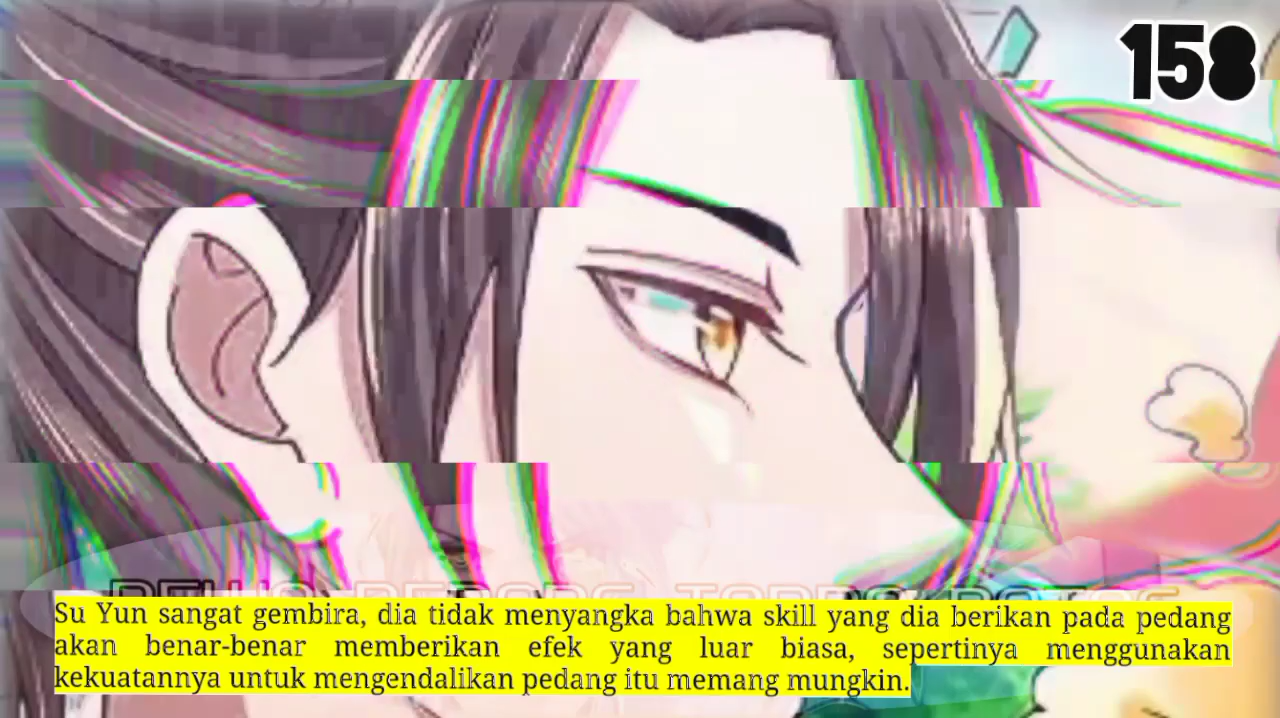 158
Su Yun sangat gembira, dia tidak menyangka bahwa skill yang dia berikan pada pedang
akan benar-benar memberikan efek yang luar biasa, sepertinya menggunakan
kekuatannya untuk mengendalikan pedang itu memang mungkin.